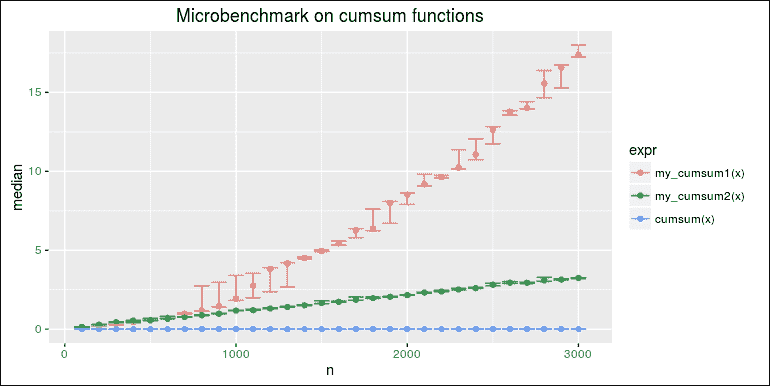 Microbenchmark on cumsum functions
median
15
10
5
0
0
1000
2000
3000
n
expr
my_cumsum1(x)
my_cumsum2(x)
cumsum(x)